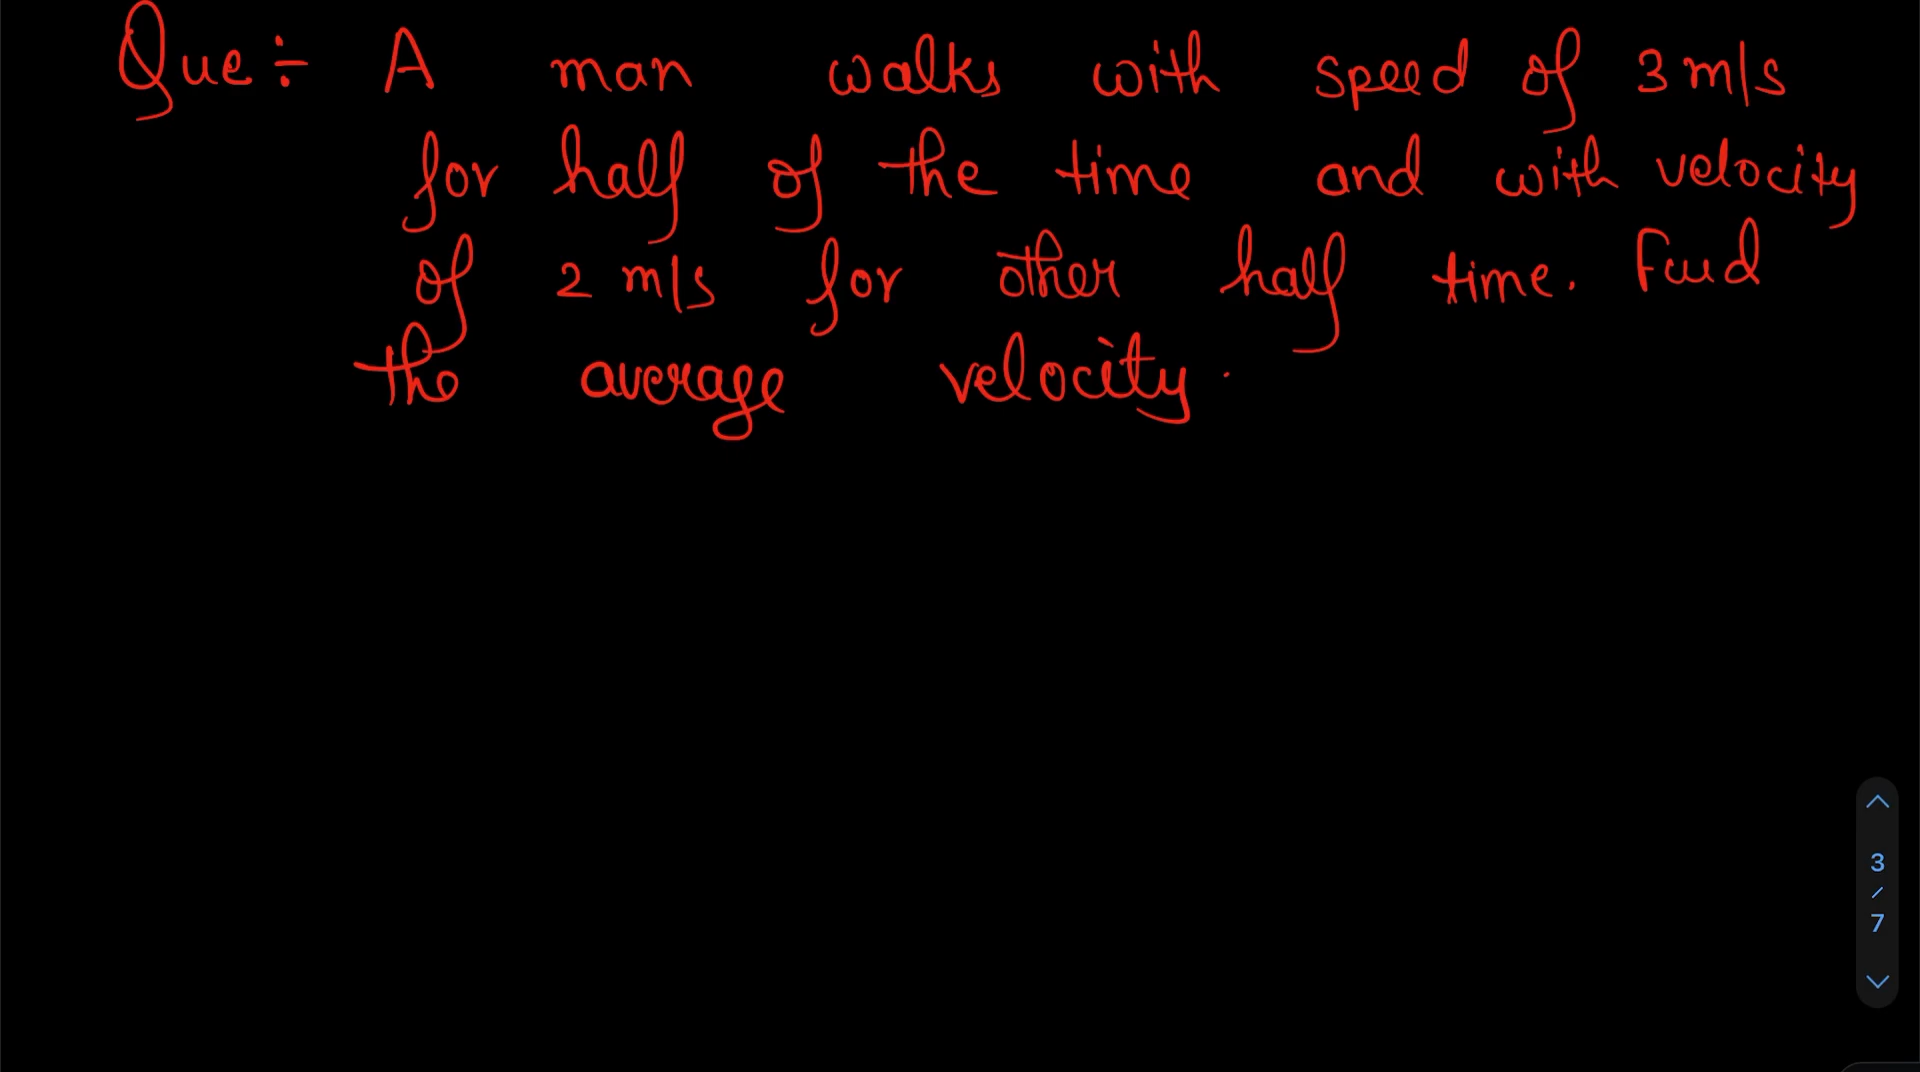 Que ÷ A man walks with speed of 3 m/s
for half of the time and with velocity
of 2 m/s for other half time. Find
the average velocity.
3
/
7